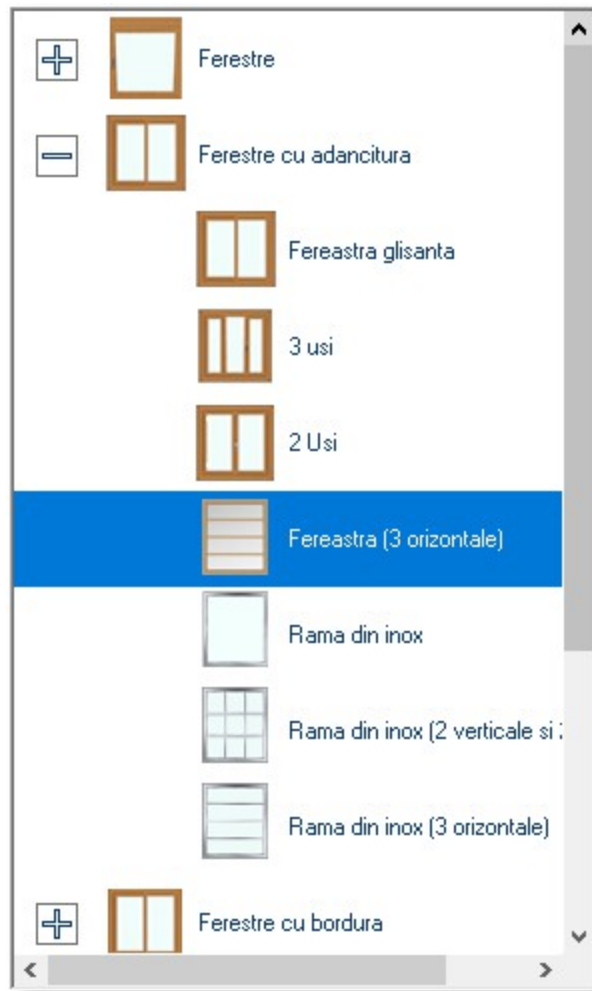 Ferestre
Ferestre cu adancitura
Fereastra glisanta
3 usi
2 Usi
Fereastra (3 orizontale)
Rama din inox
Rama din inox (2 verticale si
Rama din inox (3 orizontale)
Ferestre cu bordura